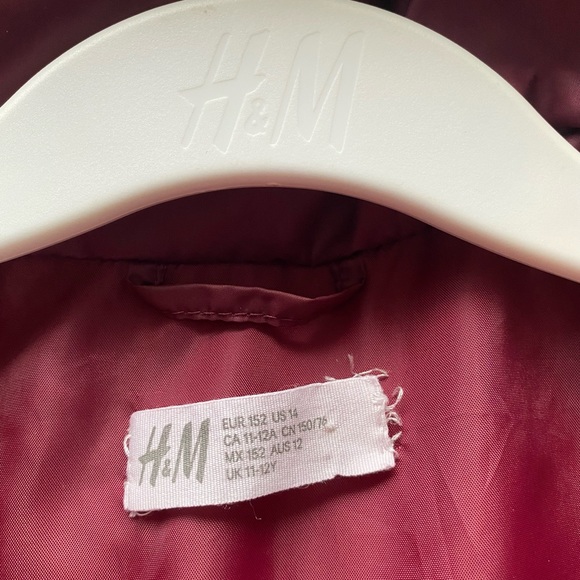 H&M
H&M
EUR 152 US 14
CA 11-12A CN 150/76
MX 152 AUS 12
UK 11-12Y